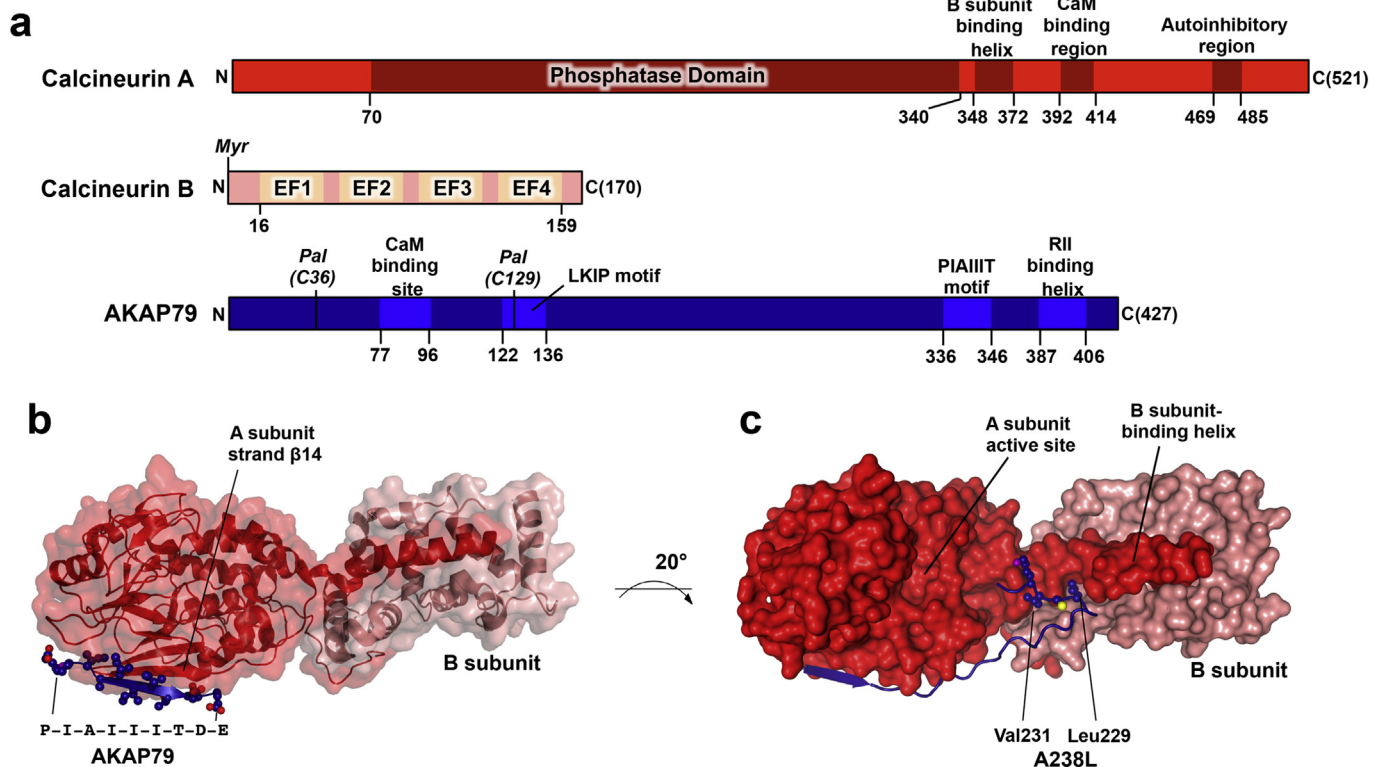 a
B subunit
binding
helix
CaM
binding
region
Autoinhibitory
region
Calcineurin A
N
Phosphatase Domain
C(521)
70
340
348
372
392
414
469
485
Myr
Calcineurin B
N
EF1
EF2
EF3
EF4
C(170)
16
159
Pal
(C36)
CaM
binding
site
Pal
(C129)
LKIP motif
PIAIIIT
motif
RII
binding
helix
AKAP79
N
C(427)
77
96
122
136
336
346
387
406
b
A subunit
strand β14
B subunit
P-I-A-I-I-I-T-D-E
AKAP79
20°
c
A subunit
active site
B subunit-
binding helix
B subunit
Val231
Leu229
A238L